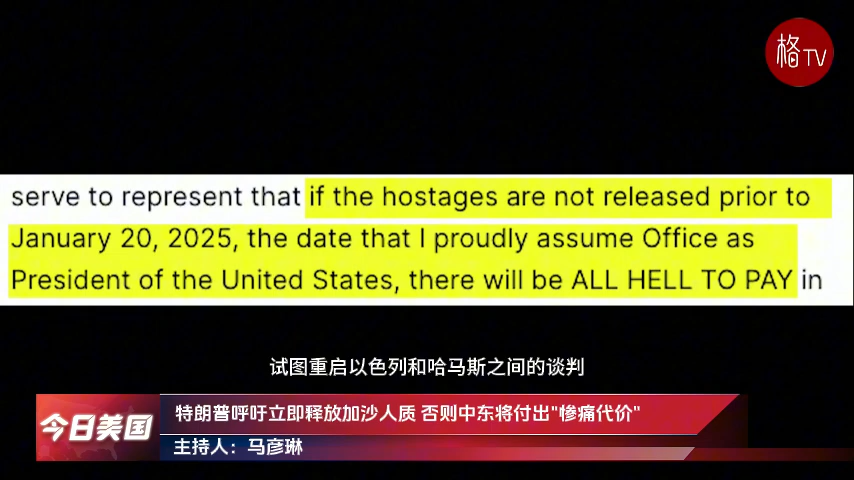 格TV
serve to represent that if the hostages are not released prior to
January 20, 2025, the date that I proudly assume Office as
President of the United States, there will be ALL HELL TO PAY in
试图重启以色列和哈马斯之间的谈判
今日美国
特朗普呼吁立即释放加沙人质 否则中东将付出"惨痛代价"
主持人：马彦琳